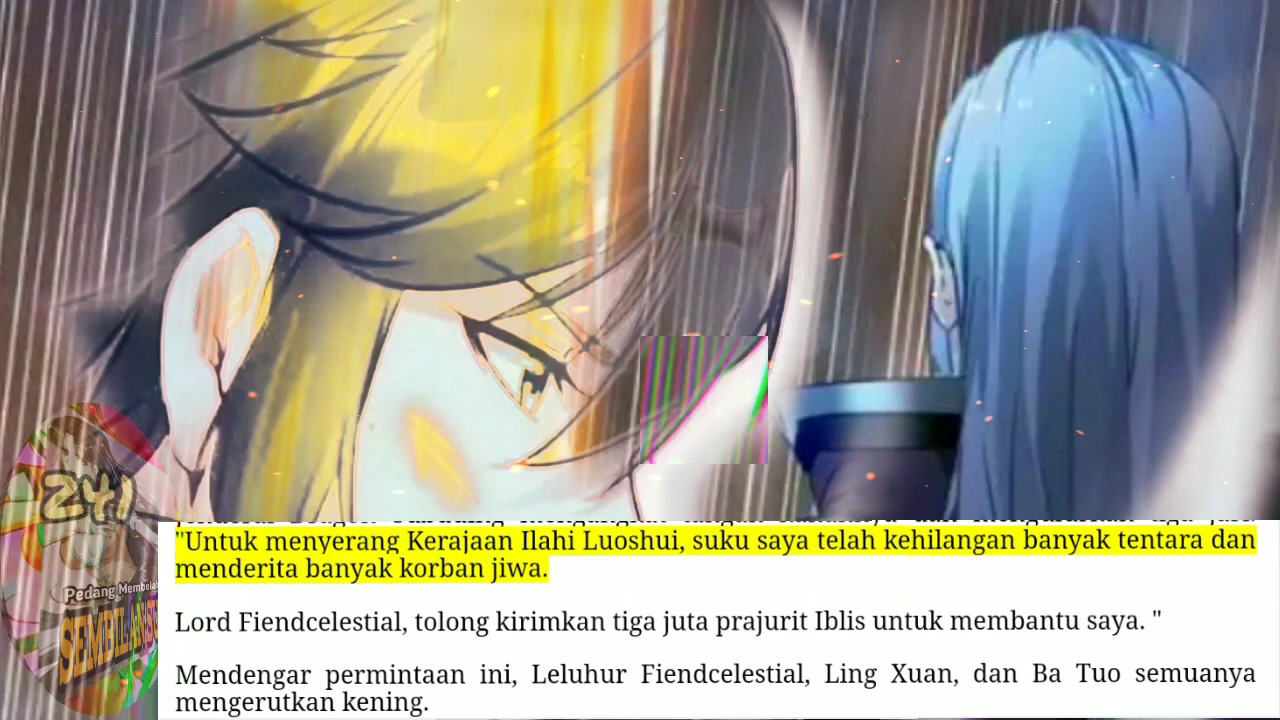 241
Pedang Membelah
SEMBILAN
"Untuk menyerang Kerajaan Ilahi Luoshui, suku saya telah kehilangan banyak tentara dan
menderita banyak korban jiwa.
Lord Fiendcelestial, tolong kirimkan tiga juta prajurit Iblis untuk membantu saya. "
Mendengar permintaan ini, Leluhur Fiendcelestial, Ling Xuan, dan Ba Tuo semuanya
mengerutkan kening.